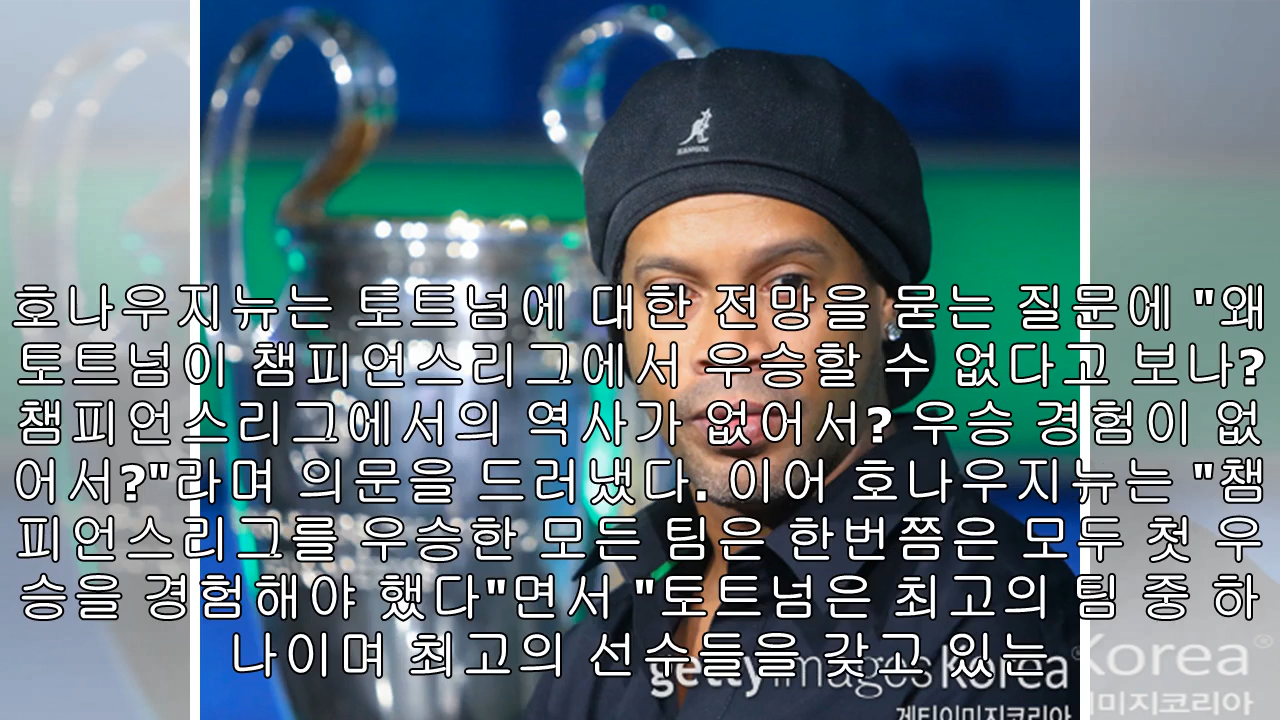 KANGOL
호나우지뉴는 토트넘에 대한 전망을 묻는 질문에 "왜
토트넘이 챔피언스리그에서 우승할 수 없다고 보나?
챔피언스리그에서의 역사가 없어서? 우승 경험이 없
어서?"라며 의문을 드러냈다. 이어 호나우지뉴는 "챔
피언스리그를 우승한 모든 팀은 한번쯤은 모두 첫 우
승을 경험해야 했다"면서 "토트넘은 최고의 팀 중 하
나이며 최고의 선수들을 갖고 있는
gettyimages Korea®
Korea®
게티이미지코리아
이미지코리아